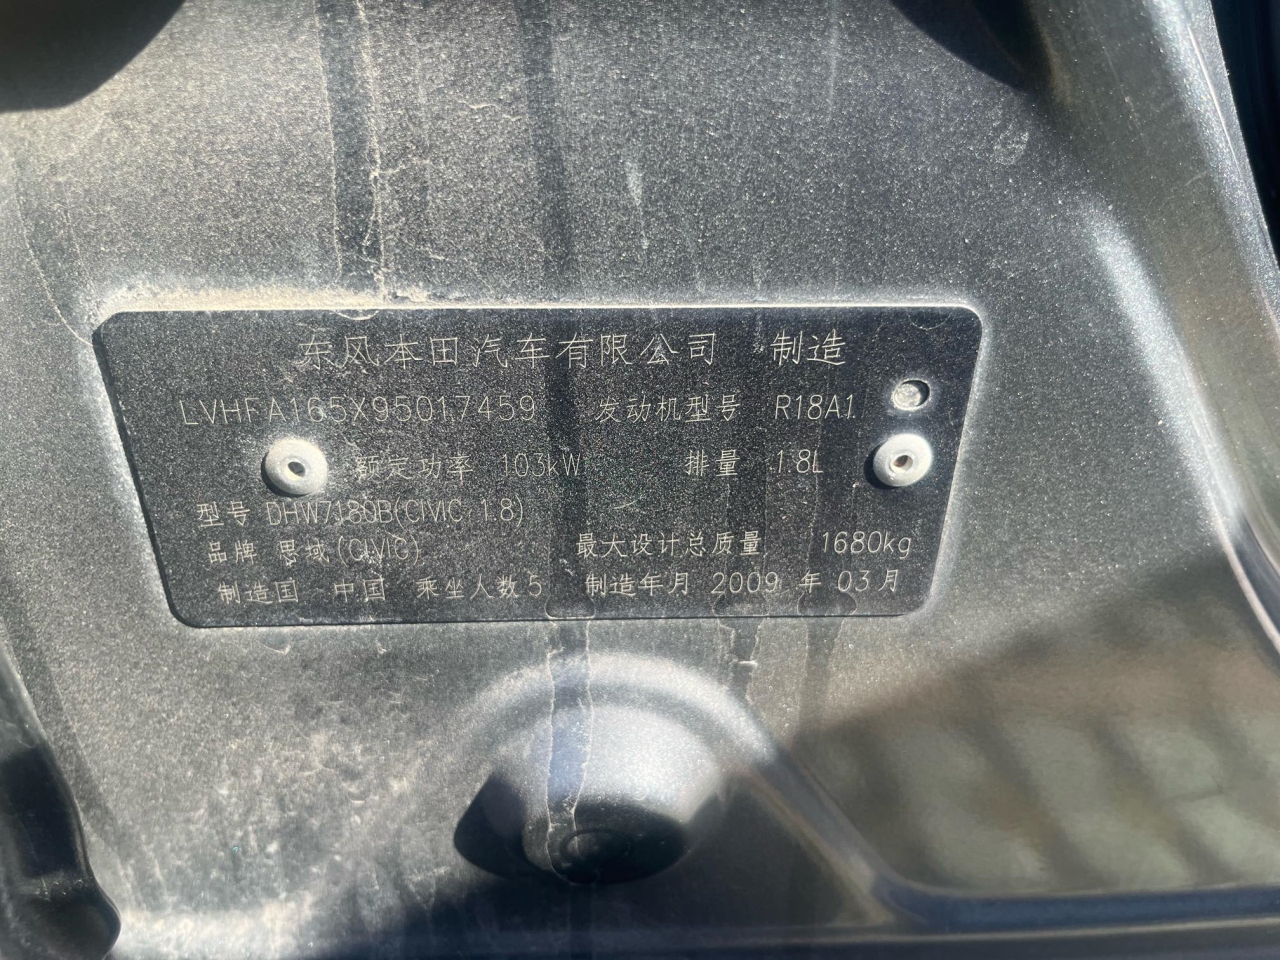 东风本田汽车有限公司 制造
LVHFA165X95017459 发动机型号 R18A1
额定功率 103kW 排量 1.8L
型号 DHW7180B(CIVIC 1.8)
品牌 思域(CIVIC) 最大设计总质量 1680kg
制造国 中国 乘坐人数5 制造年月 2009 年 03月